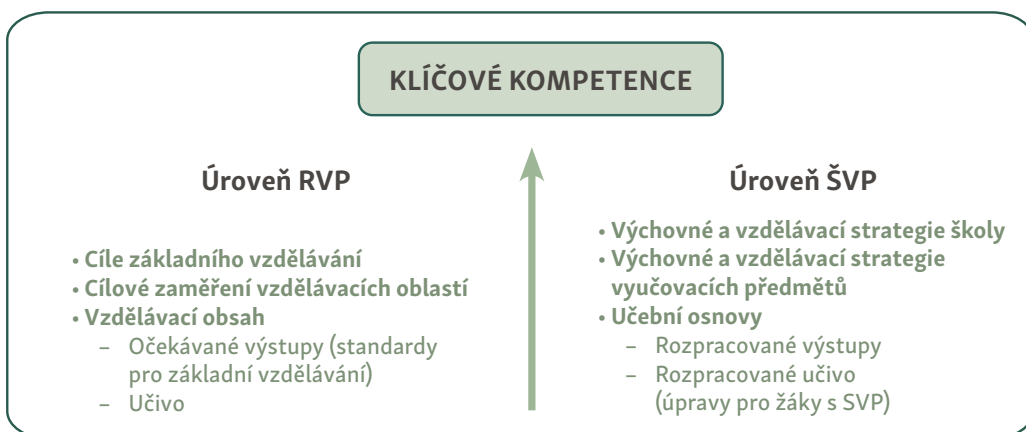 KLÍČOVÉ KOMPETENCE
Úroveň RVP
• Cíle základního vzdělávání
• Cílové zaměření vzdělávacích oblastí
• Vzdělávací obsah
– Očekávané výstupy (standardy
pro základní vzdělávání)
– Učivo
Úroveň ŠVP
• Výchovné a vzdělávací strategie školy
• Výchovné a vzdělávací strategie
vyučovacích předmětů
• Učební osnovy
– Rozpracované výstupy
– Rozpracované učivo
(úpravy pro žáky s SVP)